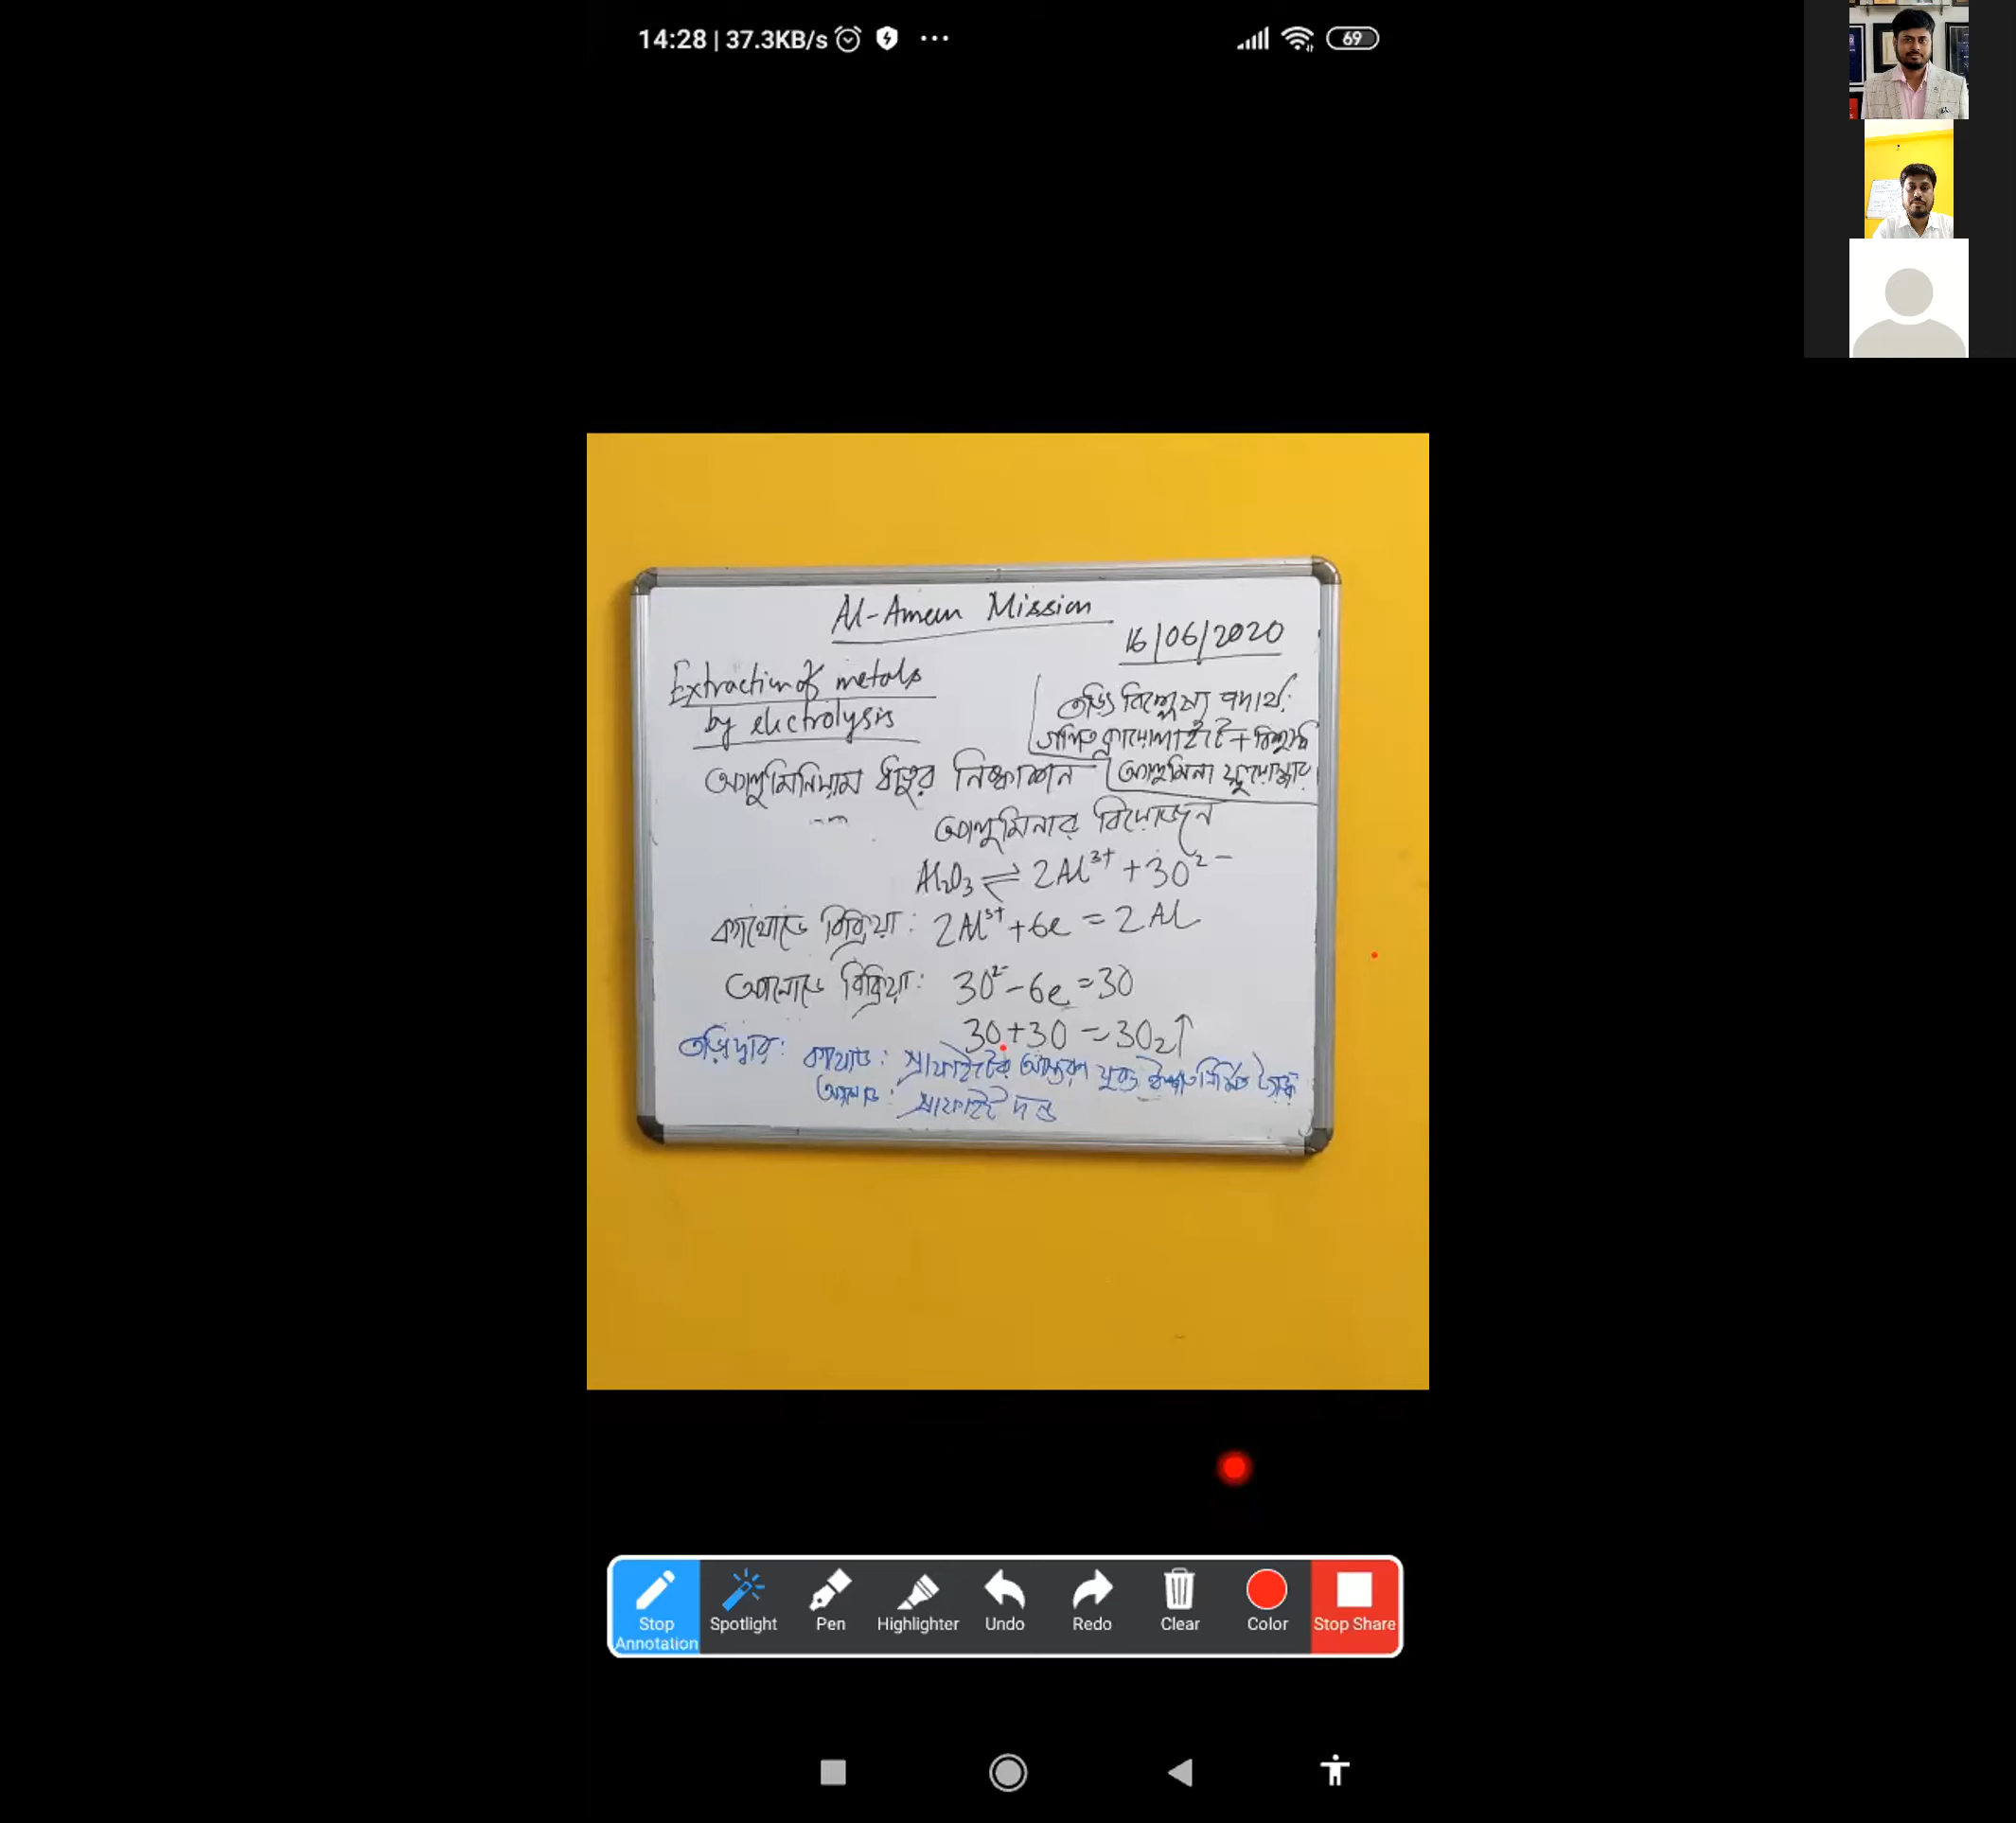 14:28 | 37.3KB/s
69
Al-Ameen Mission
16/06/2020
Extraction of metals
by electrolysis
তড়িৎ বিশ্লেষ্য পদার্থ:
গলিত ক্রায়োলাইট + বিশুদ্ধ
অ্যালুমিনা ফ্লুরোস্পার
অ্যালুমিনিয়াম ধাতুর নিষ্কাশন
অ্যালুমিনার বিয়োজন
Al₂O₃ ⇌ 2Al³⁺ + 3O²⁻
ক্যাথোডে বিক্রিয়া: 2Al³⁺ + 6e = 2Al
অ্যানোডে বিক্রিয়া: 3O²⁻ - 6e = 3O
3O + 3O = 3O₂↑
তড়িদ্দ্বার: ক্যাথোড: গ্রাফাইটের আস্তরণ যুক্ত
অ্যানোড: গ্রাফাইট দন্ড
Stop Annotation
Spotlight
Pen
Highlighter
Undo
Redo
Clear
Color
Stop Share